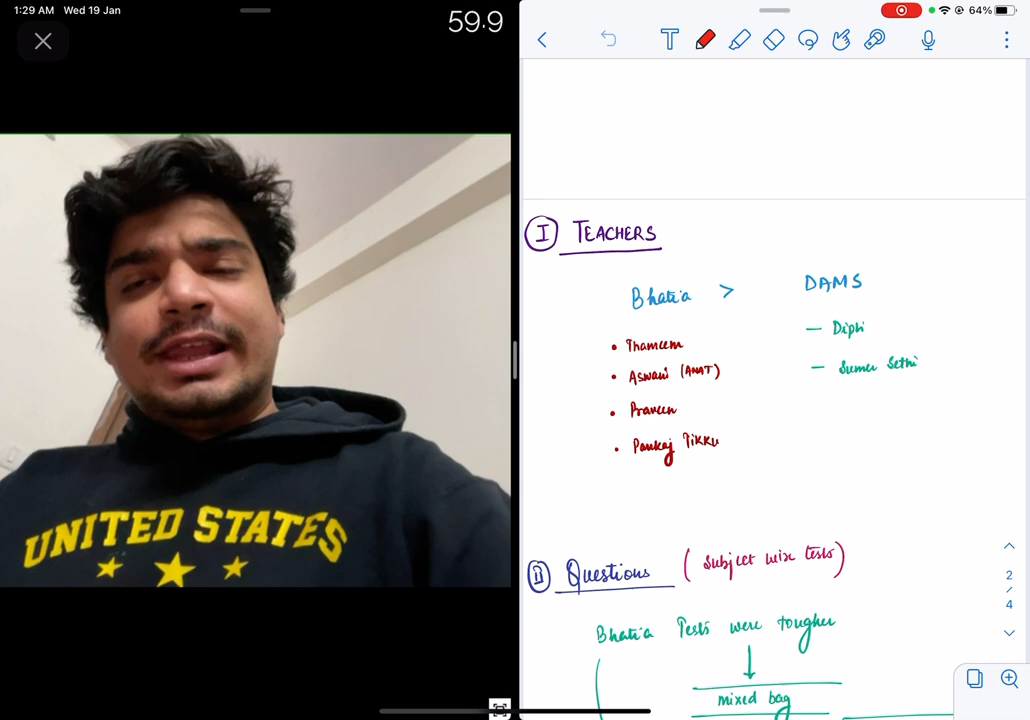 1:29 AM Wed 19 Jan
59.9
64%
UNITED STATES
I TEACHERS
Bhatia > DAMS
• Thameem
• Aswani (ANAT)
• Praveen
• Pankaj Tikku
— Dipti
— Sumer Sethi
II Questions (Subject mix tests)
Bhatia Tests were tougher
↓
mixed bag
2
/
4